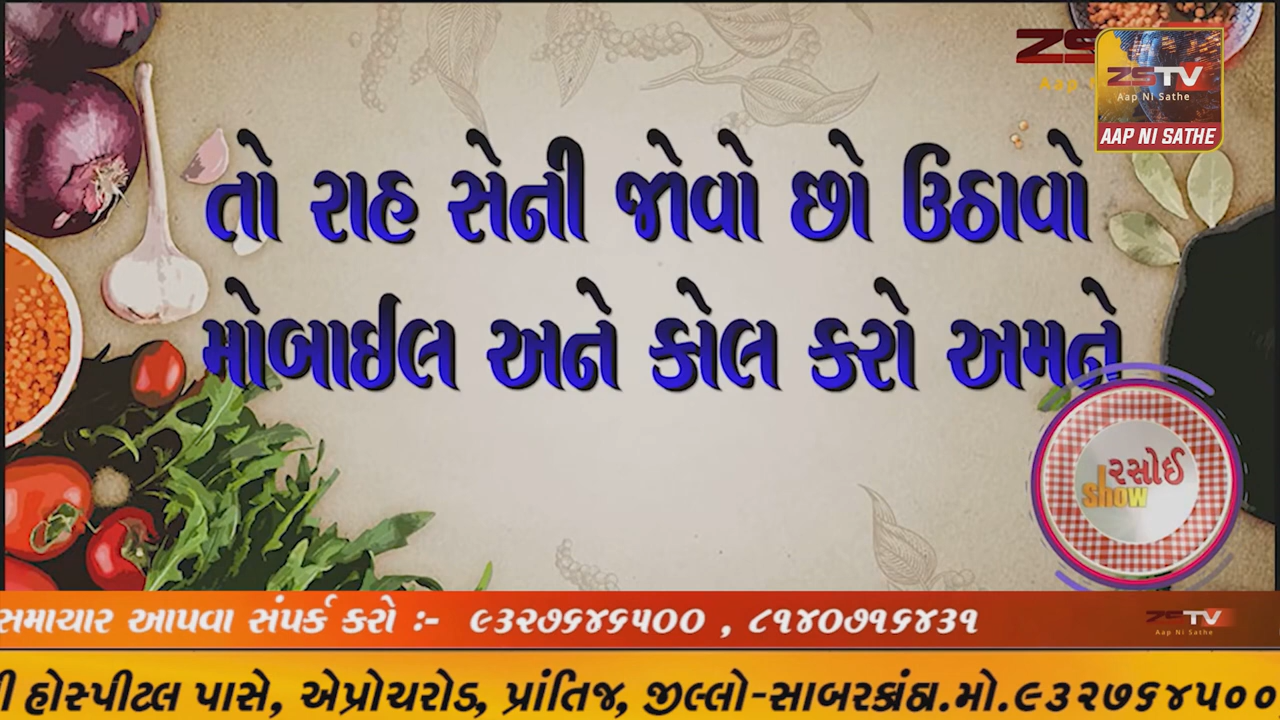 ZSTV
Aap Ni Sathe
AAP NI SATHE
તો રાહ સેની જોવો છો ઉઠાવો
મોબાઈલ અને કોલ કરો અમને
રસોઈ
Show
સમાચાર આપવા સંપર્ક કરો :- ૯૩૨૭૬૪૬૫૦૦ , ૮૧૪૦૭૧૬૪૩૧
ZSTV
Aap Ni Sathe
હોસ્પીટલ પાસે, એપ્રોચરોડ, પ્રાંતિજ, જીલ્લો-સાબરકાંઠા.મો.૯૩૨૭૬૪૫૦૦